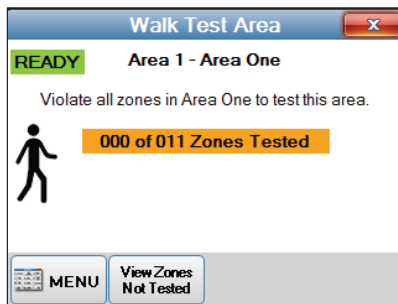 Walk Test Area
x
READY
Area 1 - Area One
Violate all zones in Area One to test this area.
000 of 011 Zones Tested
MENU
View Zones
Not Tested